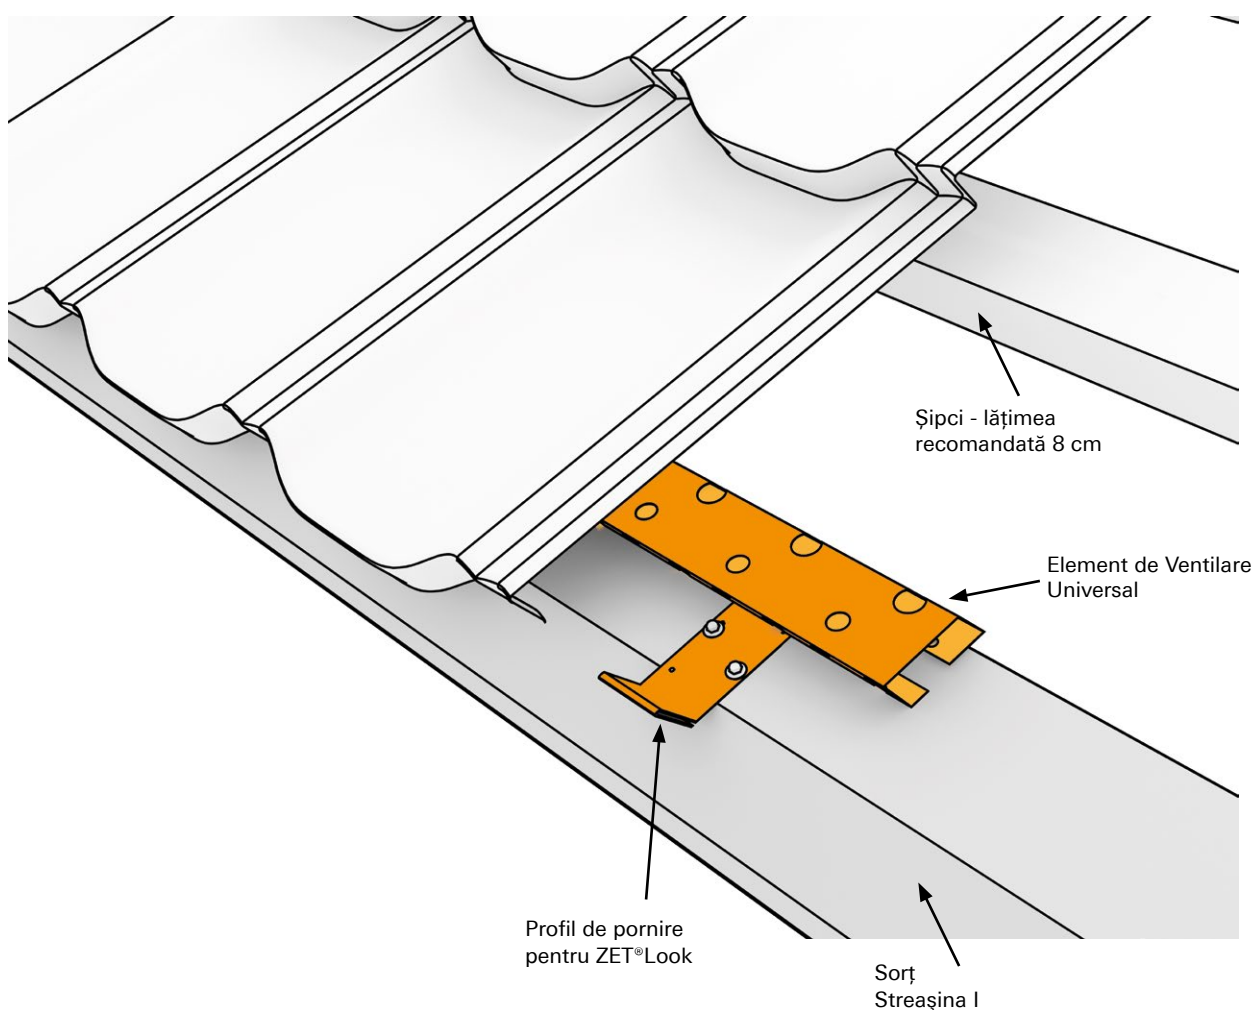 Șipci - lățimea
recomandată 8 cm
Element de Ventilare
Universal
Profil de pornire
pentru ZET®Look
Sorț
Streașina I